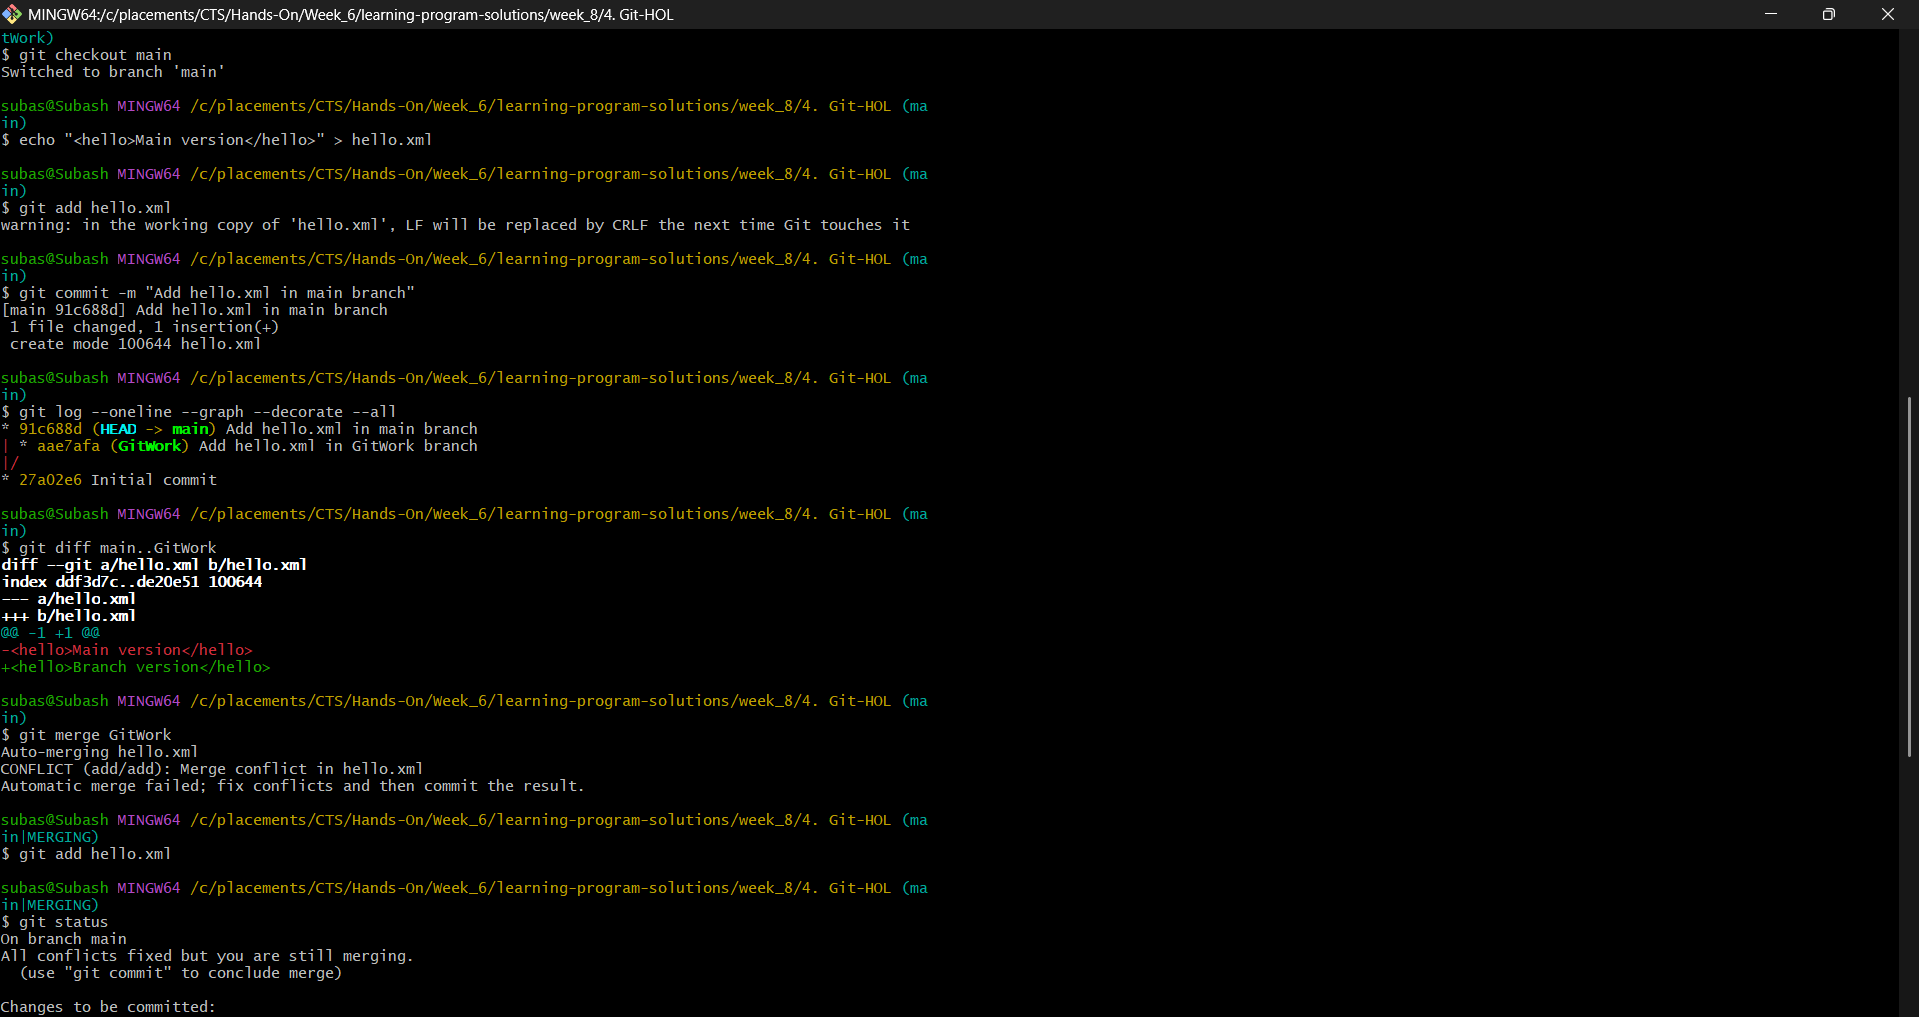 MINGW64:/c/placements/CTS/Hands-On/Week_6/learning-program-solutions/week_8/4. Git-HOL
tWork)
$ git checkout main
Switched to branch 'main'
subas@Subash MINGW64 /c/placements/CTS/Hands-On/Week_6/learning-program-solutions/week_8/4. Git-HOL (ma
in)
$ echo "<hello>Main version</hello>" > hello.xml
subas@Subash MINGW64 /c/placements/CTS/Hands-On/Week_6/learning-program-solutions/week_8/4. Git-HOL (ma
in)
$ git add hello.xml
warning: in the working copy of 'hello.xml', LF will be replaced by CRLF the next time Git touches it
subas@Subash MINGW64 /c/placements/CTS/Hands-On/Week_6/learning-program-solutions/week_8/4. Git-HOL (ma
in)
$ git commit -m "Add hello.xml in main branch"
[main 91c688d] Add hello.xml in main branch
 1 file changed, 1 insertion(+)
 create mode 100644 hello.xml
subas@Subash MINGW64 /c/placements/CTS/Hands-On/Week_6/learning-program-solutions/week_8/4. Git-HOL (ma
in)
$ git log --oneline --graph --decorate --all
* 91c688d (HEAD -> main) Add hello.xml in main branch
| * aae7afa (GitWork) Add hello.xml in GitWork branch
|/
* 27a02e6 Initial commit
subas@Subash MINGW64 /c/placements/CTS/Hands-On/Week_6/learning-program-solutions/week_8/4. Git-HOL (ma
in)
$ git diff main..GitWork
diff --git a/hello.xml b/hello.xml
index ddf3d7c..de20e51 100644
--- a/hello.xml
+++ b/hello.xml
@@ -1 +1 @@
-<hello>Main version</hello>
+<hello>Branch version</hello>
subas@Subash MINGW64 /c/placements/CTS/Hands-On/Week_6/learning-program-solutions/week_8/4. Git-HOL (ma
in)
$ git merge GitWork
Auto-merging hello.xml
CONFLICT (add/add): Merge conflict in hello.xml
Automatic merge failed; fix conflicts and then commit the result.
subas@Subash MINGW64 /c/placements/CTS/Hands-On/Week_6/learning-program-solutions/week_8/4. Git-HOL (ma
in|MERGING)
$ git add hello.xml
subas@Subash MINGW64 /c/placements/CTS/Hands-On/Week_6/learning-program-solutions/week_8/4. Git-HOL (ma
in|MERGING)
$ git status
On branch main
All conflicts fixed but you are still merging.
  (use "git commit" to conclude merge)
Changes to be committed: